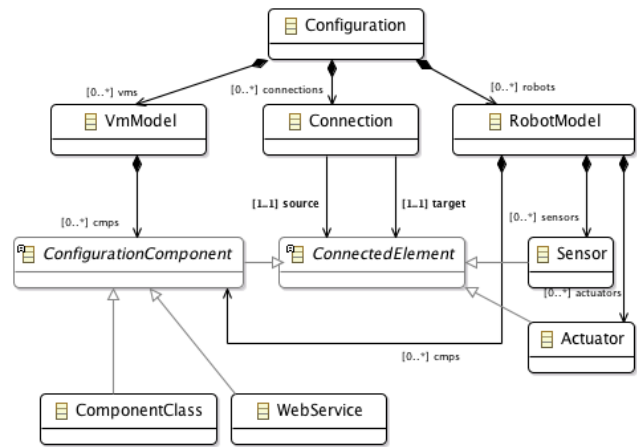 Configuration
[0..*] vms
[0..*] connections
[0..*] robots
VmModel
Connection
RobotModel
[1..1] source
[1..1] target
[0..*] cmps
[0..*] sensors
ConfigurationComponent
ConnectedElement
Sensor
[0..*] actuators
Actuator
[0..*] cmps
ComponentClass
WebService